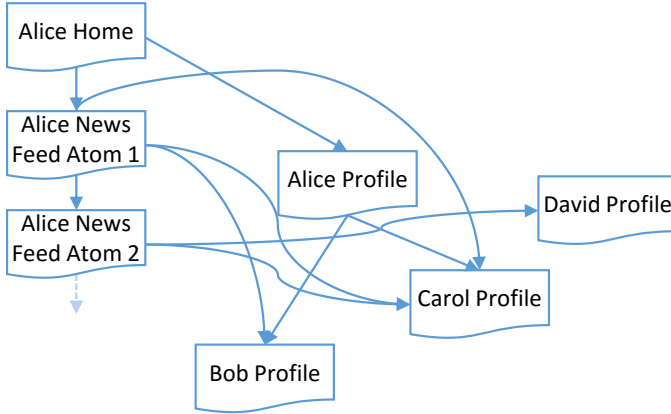 Alice Home
Alice News
Feed Atom 1
Alice Profile
David Profile
Alice News
Feed Atom 2
Carol Profile
Bob Profile